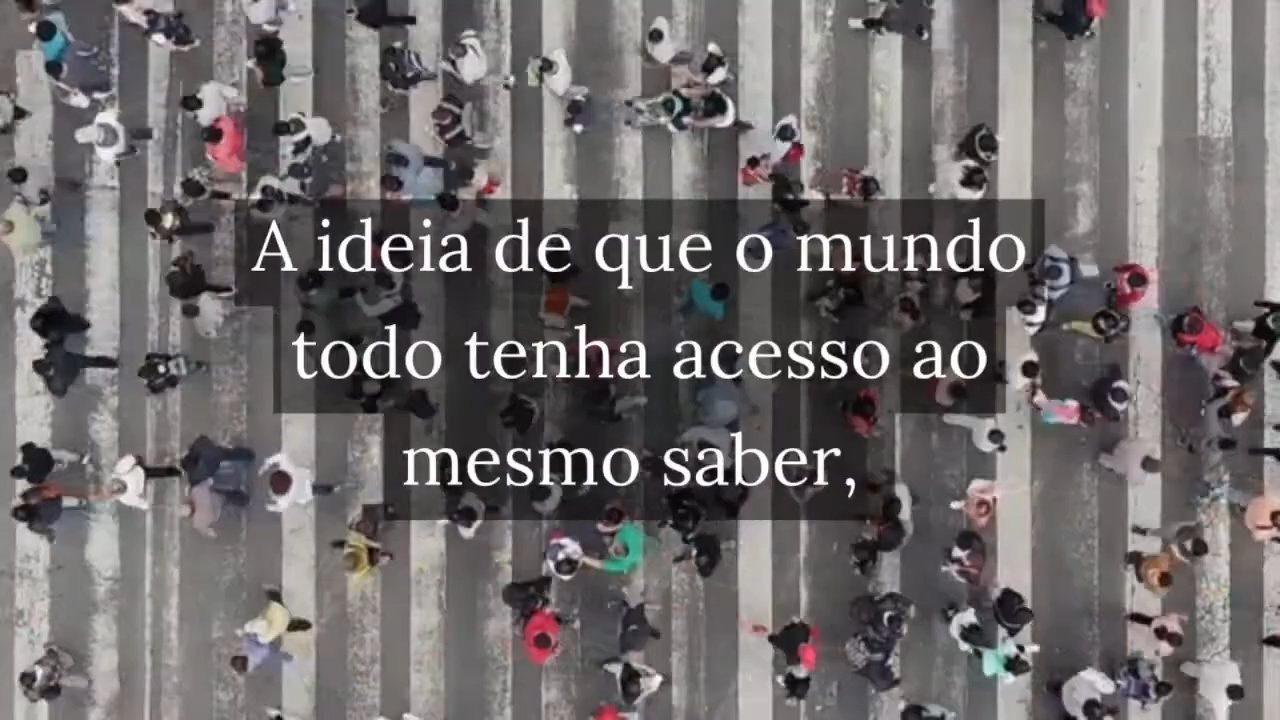 A ideia de que o mundo
todo tenha acesso ao
mesmo saber,